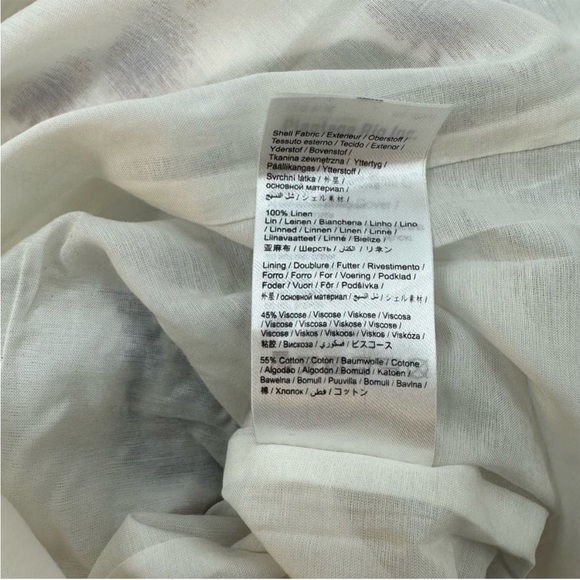 Shell Fabric / Exterieur / Oberstoff /
Tessuto esterno / Tecido / Exterior /
Yderstof / Bovenstof /
Tkanina zewnętrzna / Yttertyg /
Päällikangas / Ytterstoff /
Svrchní látka / 外层 /
основной материал /
شل النسيج / シェル素材 /
100% Linen
Lin / Leinen / Biancheria / Linho / Lino
/ Linned / Linnen / Linen / Linne /
Liinavaatteet / Linné / Bielize /
亚麻布 / Шерсть / الكتان / リネン
Lining / Doublure / Futter / Rivestimento /
Forro / Forro / For / Voering / Podkład /
Foder / Vuori / Fôr / Podšívka /
外层 / основной материал / شل النسيج / シェル素材 /
45% Viscose / Viscose / Viskose / Viscosa
/ Viscose / Viscosa / Viskose / Viscose /
Viscose / Viskos / Viskoosi / Viskos / Viskóza /
粘胶 / Вискоза / فسكوزي / ビスコース
55% Cotton / Coton / Baumwolle / Cotone
/ Algodão / Algodon / Bomuld / Katoen /
Bawełna / Bomull / Puuvilla / Bomull / Bavlna /
棉 / Хлопок / قطن / コットン